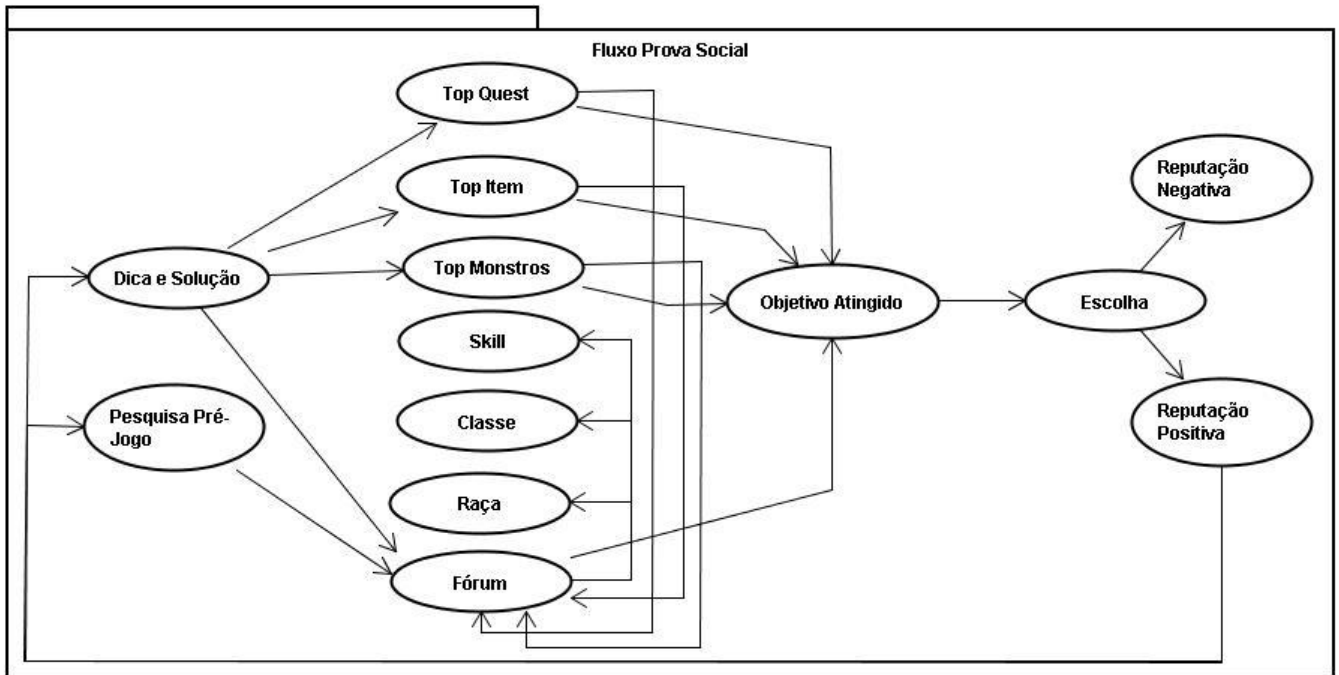 Fluxo Prova Social
Top Quest
Top Item
Top Monstros
Skill
Classe
Raça
Fórum
Dica e Solução
Pesquisa Pré-
Jogo
Objetivo Atingido
Escolha
Reputação
Negativa
Reputação
Positiva